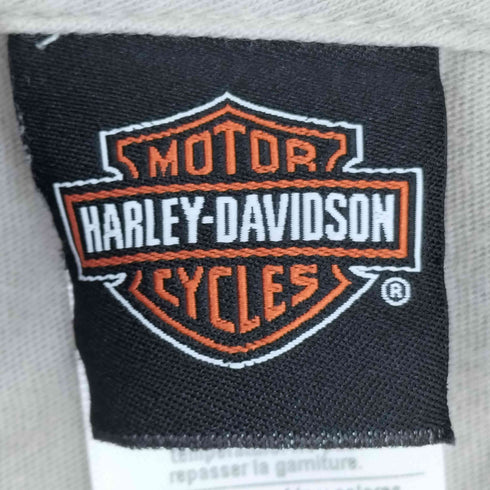 MOTOR
HARLEY-DAVIDSON
CYCLES
®
repasser la garniture.